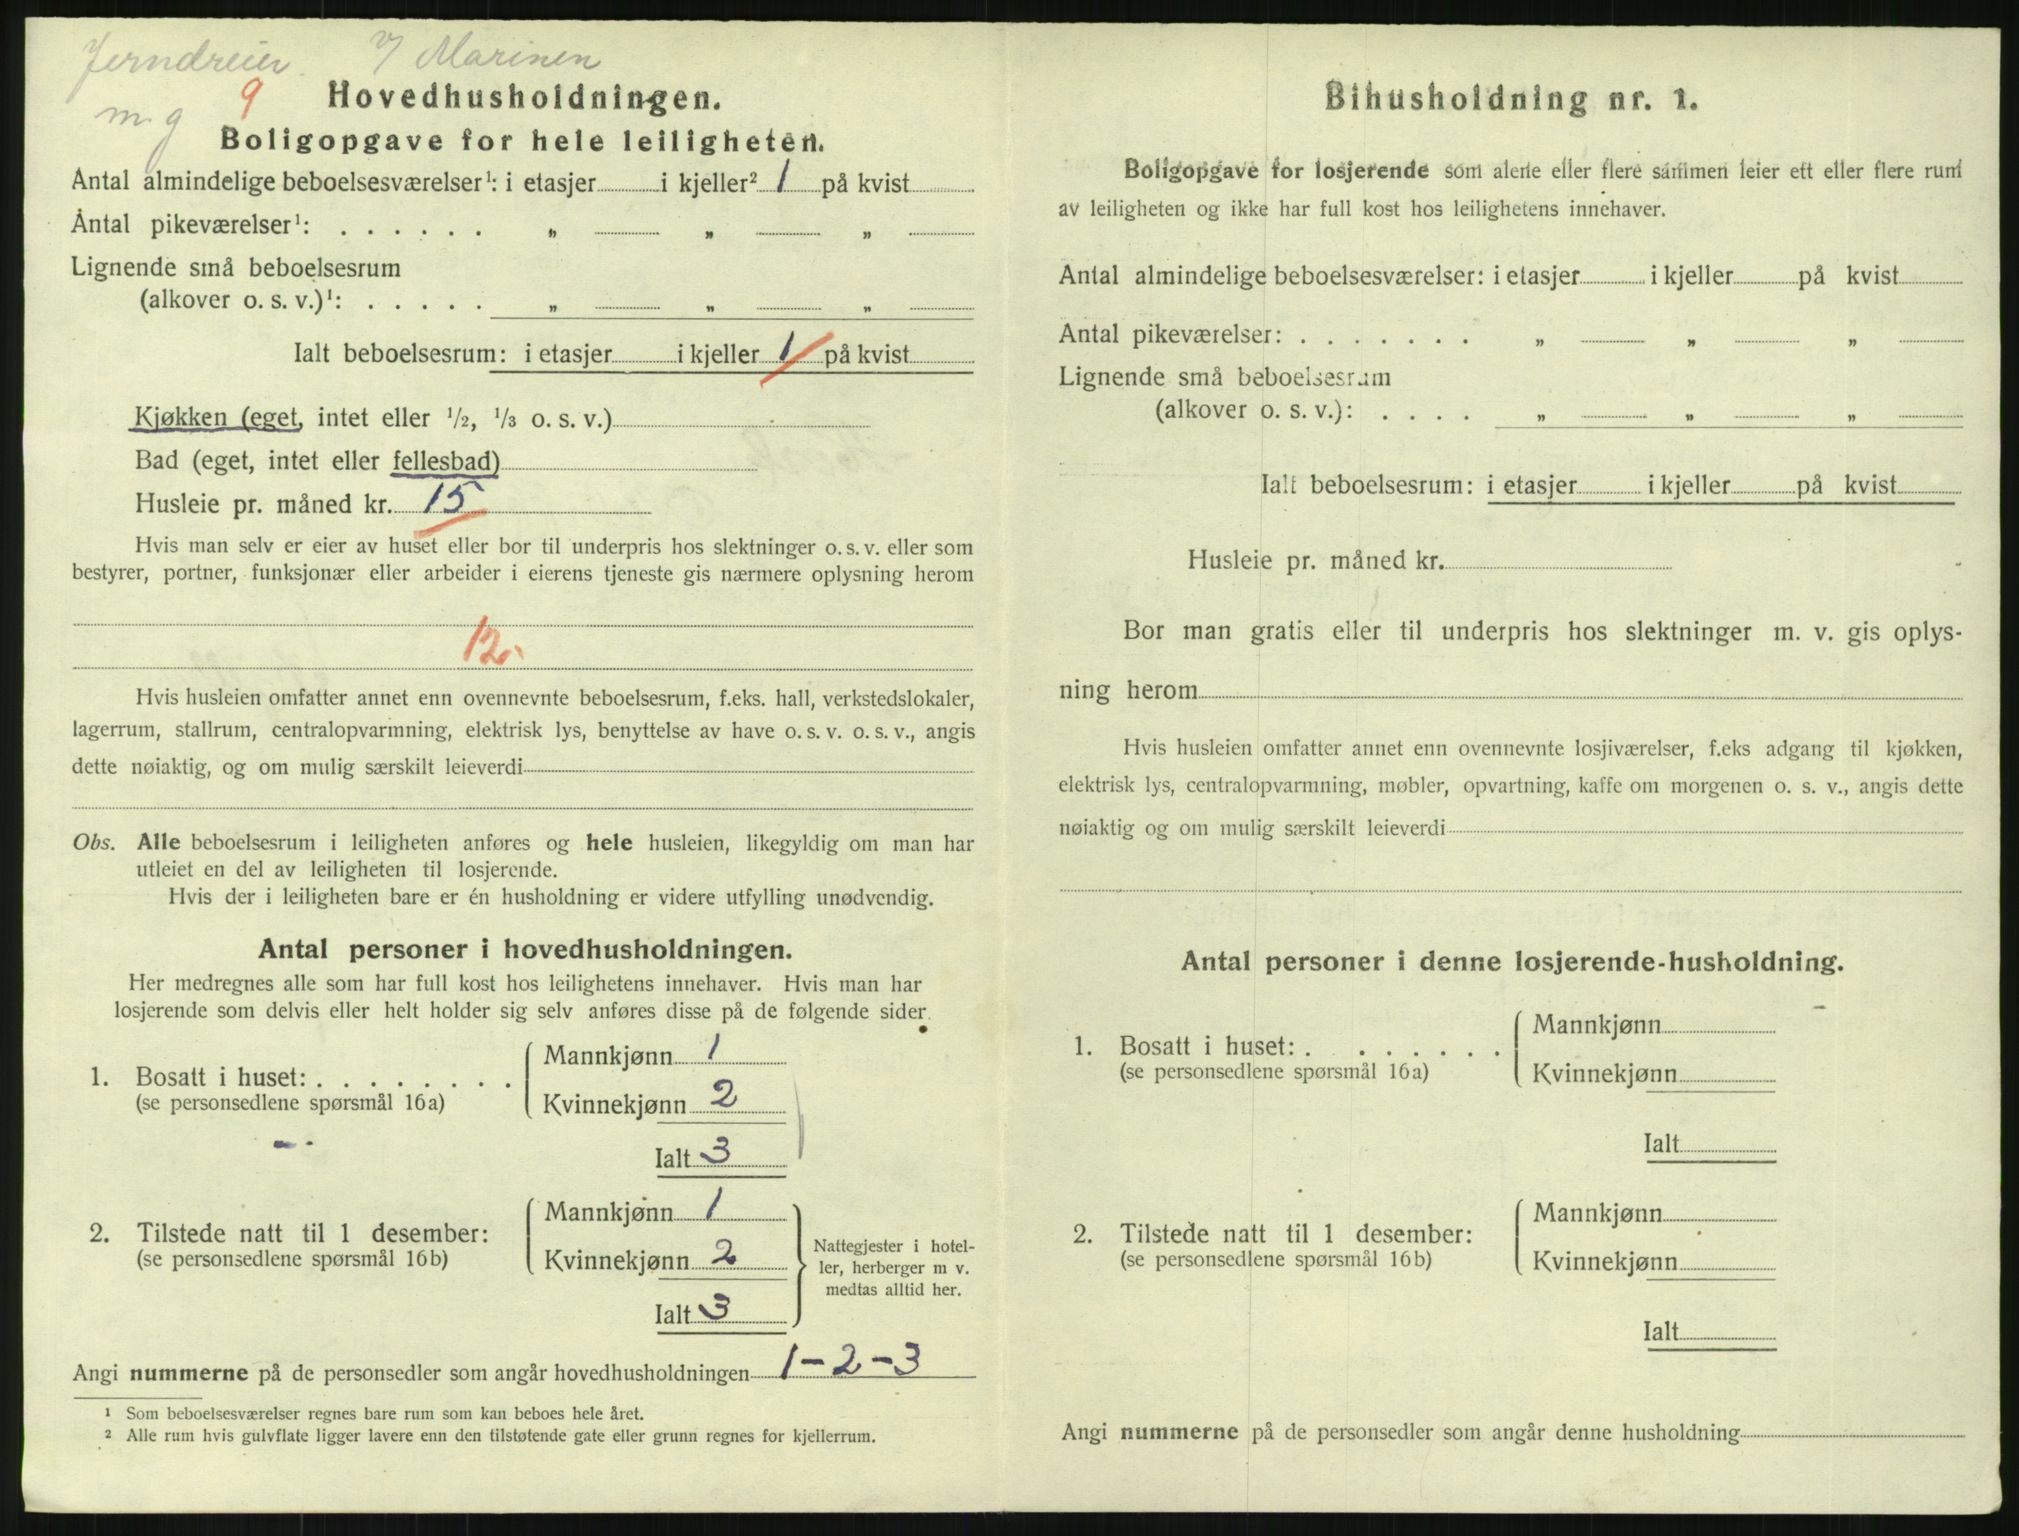 Jerndreier v/ Marinen
m. g 9
Hovedhusholdningen.
Boligopgave for hele leiligheten.
Antal almindelige beboelsesværelser¹: i etasjer i kjeller² 1 på kvist
Antal pikeværelser¹: . . . . . . „ „ „
Lignende små beboelsesrum
(alkover o. s. v.)¹: . . . . . „ „ „
Ialt beboelsesrum: i etasjer i kjeller 1 på kvist
Kjøkken (eget, intet eller 1/2, 1/3 o. s. v.)
Bad (eget, intet eller fellesbad)
Husleie pr. måned kr. 15
Hvis man selv er eier av huset eller bor til underpris hos slektninger o. s. v. eller som
bestyrer, portner, funksjonær eller arbeider i eierens tjeneste gis nærmere oplysning herom
12.
Hvis husleien omfatter annet enn ovennevnte beboelsesrum, f.eks. hall, verkstedslokaler,
lagerrum, stallrum, centralopvarmning, elektrisk lys, benyttelse av have o. s. v. o. s. v., angis
dette nøiaktig, og om mulig særskilt leieverdi
Obs. Alle beboelsesrum i leiligheten anføres og hele husleien, likegyldig om man har
utleiet en del av leiligheten til losjerende.
Hvis der i leiligheten bare er én husholdning er videre utfylling unødvendig.
Antal personer i hovedhusholdningen.
Her medregnes alle som har full kost hos leilighetens innehaver. Hvis man har
losjerende som delvis eller helt holder sig selv anføres disse på de følgende sider.
Mannkjønn 1
1. Bosatt i huset: . . . . . . . .
(se personsedlene spørsmål 16a)
Kvinnekjønn 2
Ialt 3
Mannkjønn 1
2. Tilstede natt til 1 desember:
(se personsedlene spørsmål 16b)
Kvinnekjønn 2
Ialt 3
Nattegjester i hotel-
ler, herberger m v.
medtas alltid her.
Angi nummerne på de personsedler som angår hovedhusholdningen 1-2-3
¹ Som beboelsesværelser regnes bare rum som kan beboes hele året.
² Alle rum hvis gulvflate ligger lavere enn den tilstøtende gate eller grunn regnes for kjellerrum.
Bihusholdning nr. 1.
Boligopgave for losjerende som alene eller flere sammen leier ett eller flere rum
av leiligheten og ikke har full kost hos leilighetens innehaver.
Antal almindelige beboelsesværelser: i etasjer i kjeller på kvist
Antal pikeværelser: . . . . . . . „ „ „
Lignende små beboelsesrum
(alkover o. s. v.): . . . . „ „ „
Ialt beboelsesrum: i etasjer i kjeller på kvist
Husleie pr. måned kr.
Bor man gratis eller til underpris hos slektninger m. v. gis oplys-
ning herom
Hvis husleien omfatter annet enn ovennevnte losjiværelser, f.eks adgang til kjøkken,
elektrisk lys, centralopvarmning, møbler, opvartning, kaffe om morgenen o. s. v., angis dette
nøiaktig og om mulig særskilt leieverdi
Antal personer i denne losjerende-husholdning.
Mannkjønn
1. Bosatt i huset: . . . . . . .
(se personsedlene spørsmål 16a)
Kvinnekjønn
Ialt
Mannkjønn
2. Tilstede natt til 1 desember:
(se personsedlene spørsmål 16b)
Kvinnekjønn
Ialt
Angi nummerne på de personsedler som angår denne husholdning